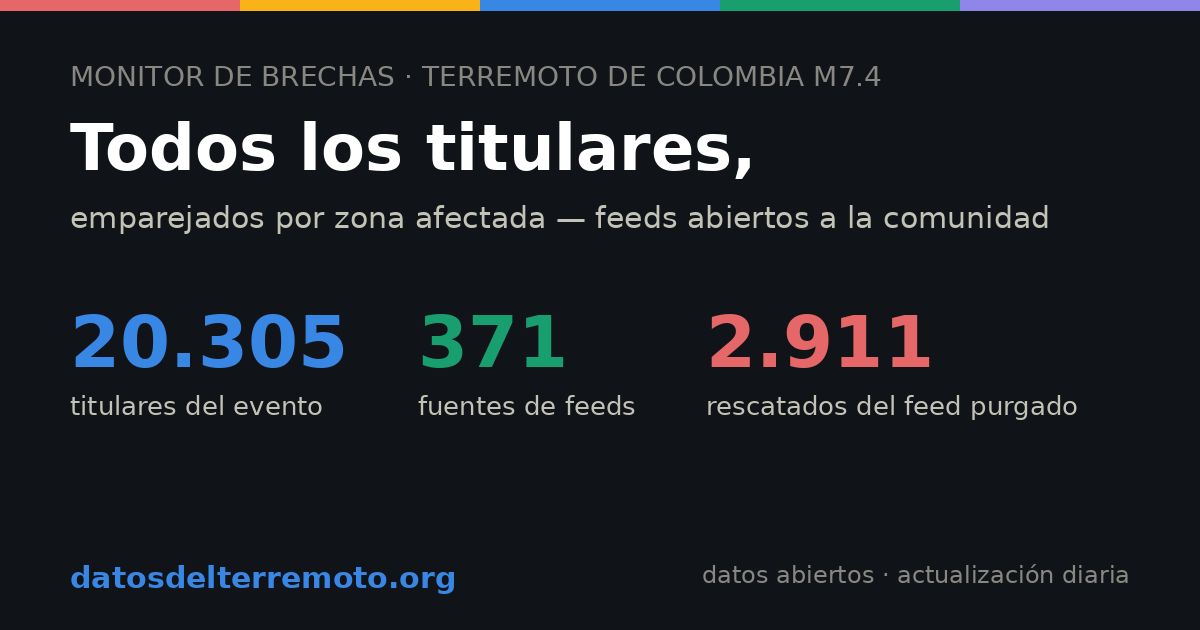 MONITOR DE BRECHAS · TERREMOTO DE COLOMBIA M7.4
Todos los titulares,
emparejados por zona afectada — feeds abiertos a la comunidad
20.305
titulares del evento
371
fuentes de feeds
2.911
rescatados del feed purgado
datosdelterremoto.org
datos abiertos · actualización diaria